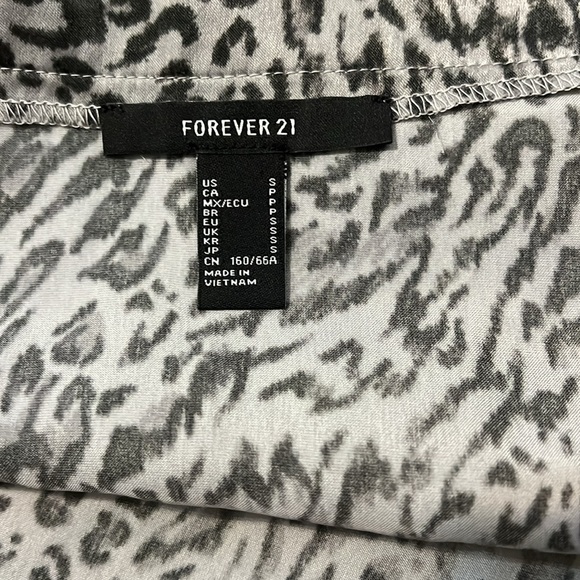 FOREVER 21
US S
CA P
MX/ECU P
BR P
EU S
UK S
KR S
JP S
CN 160/66A
MADE IN
VIETNAM